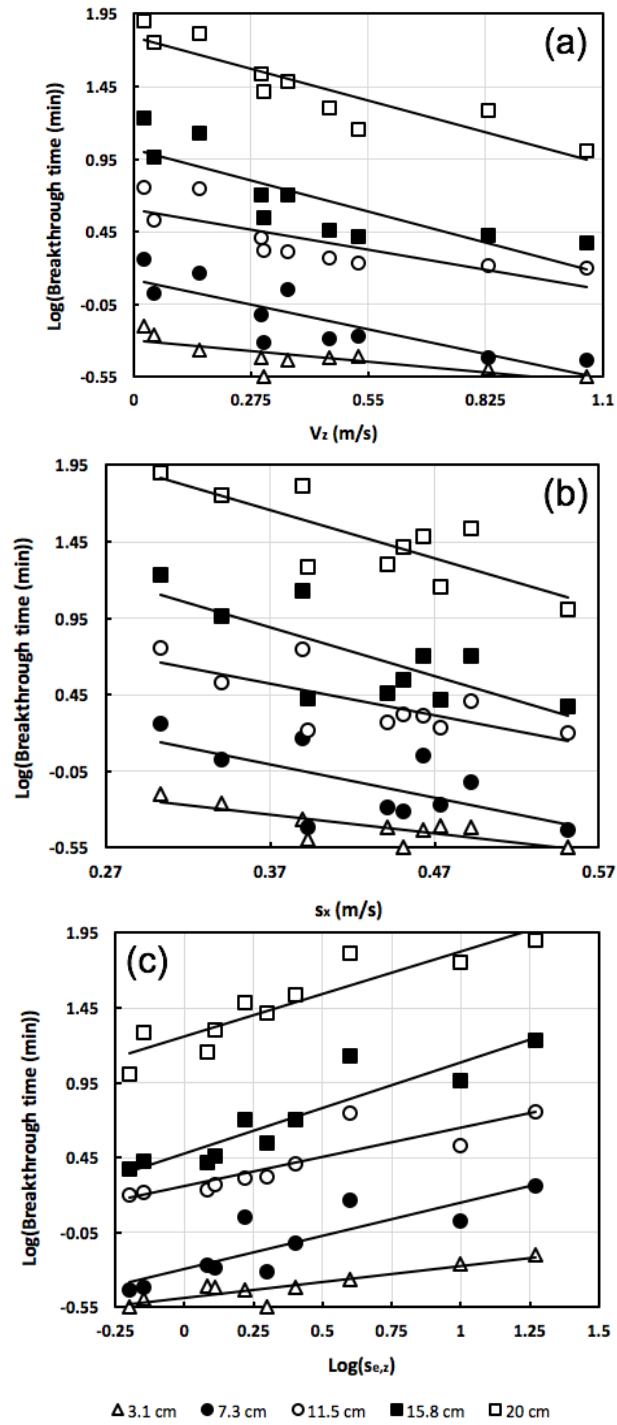 (a)
Log(Breakthrough time (min))
1.95
1.45
0.95
0.45
-0.05
-0.55
0 0.275 0.55 0.825 1.1
Vz (m/s)
(b)
Log(Breakthrough time (min))
1.95
1.45
0.95
0.45
-0.05
-0.55
0.27 0.37 0.47 0.57
sx (m/s)
(c)
Log(Breakthrough time (min))
1.95
1.45
0.95
0.45
-0.05
-0.55
-0.25 0 0.25 0.5 0.75 1 1.25 1.5
Log(se,z)
3.1 cm 7.3 cm 11.5 cm 15.8 cm 20 cm